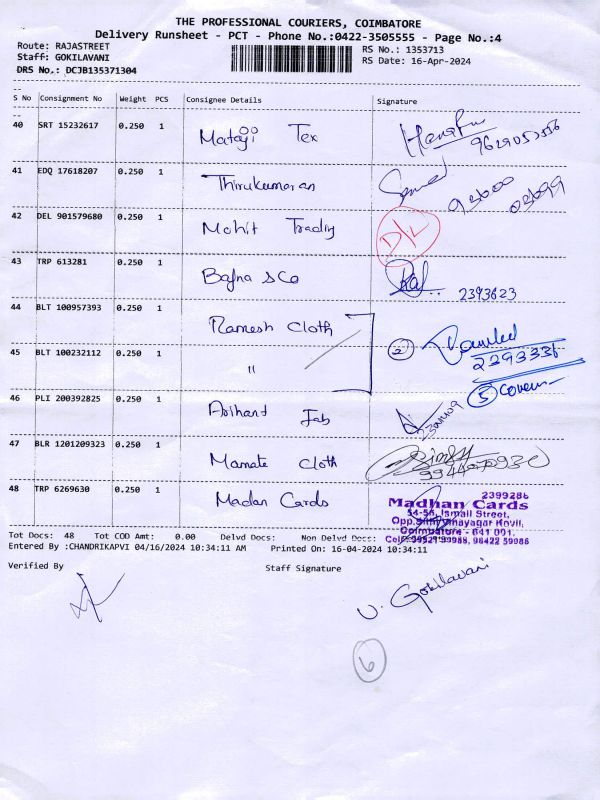 THE PROFESSIONAL COURIERS, COIMBATORE
Delivery Runsheet - PCT - Phone No.:0422-3505555 - Page No.:4
Route: RAJASTREET
RS No.: 1353713
Staff: GOKILAVANI
RS Date: 16-Apr-2024
DRS No.: DCJB135371304
S No Consignment No Weight PCS Consignee Details Signature
40 SRT 15232617 0.250 1 Mataji Tex
41 EDQ 17618207 0.250 1 Thirukumaran
42 DEL 901579680 0.250 1 Mohit Trading D/L
43 TRP 613281 0.250 1 Bafna & Co 2393623
44 BLT 100957393 0.250 1 Ramesh Cloth
2 2393336
45 BLT 100232112 0.250 1 "
5 Cover
46 PLI 200392825 0.250 1 Arihant Fab
47 BLR 1201209323 0.250 1 Mamate Cloth
48 TRP 6269630 0.250 1 Madan Cards
2399286
Madhan Cards
54-56, Ismail Street,
Coimbatore - 641 001.
Tot Docs: 48 Tot COD Amt: 0.00 Delvd Docs: Non Delvd Docs:
Entered By :CHANDRIKAPVI 04/16/2024 10:34:11 AM Printed On: 16-04-2024 10:34:11
Verified By Staff Signature
V. Gokilavani
6